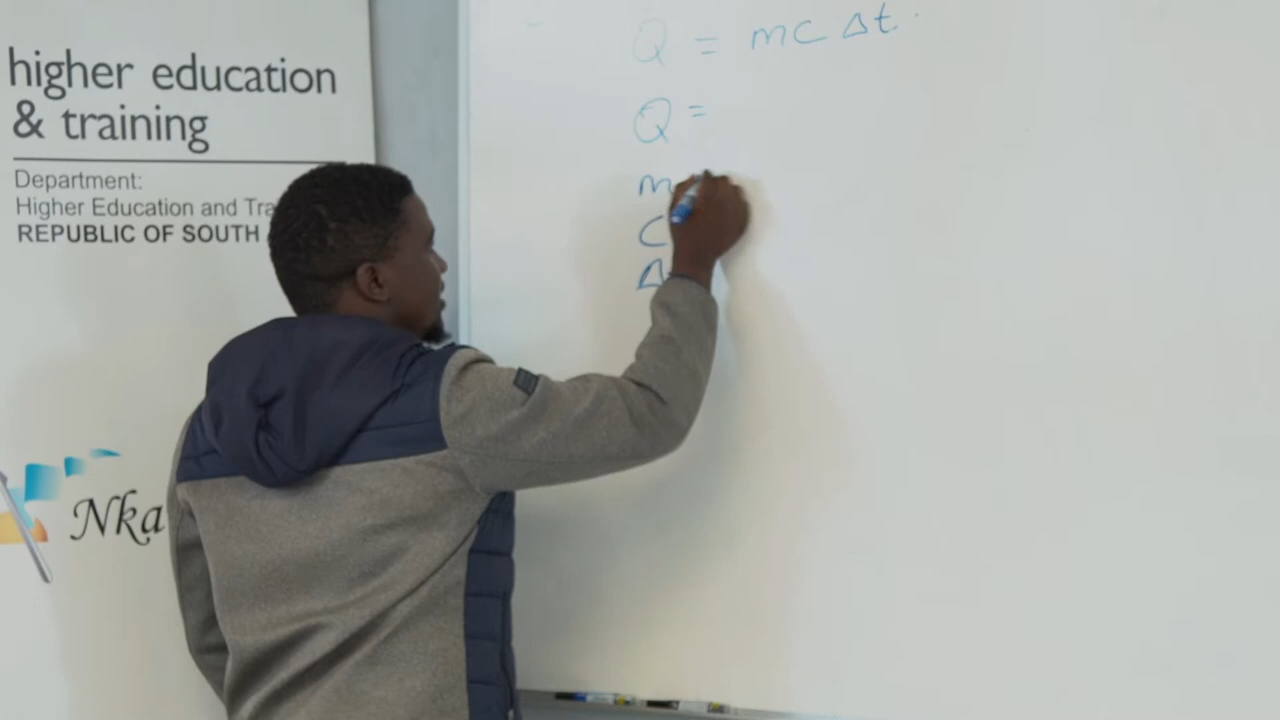 higher education
& training
Department:
Higher Education and Tra
REPUBLIC OF SOUTH
Nka
Q = mc Δt.
Q =
m
C
Δ